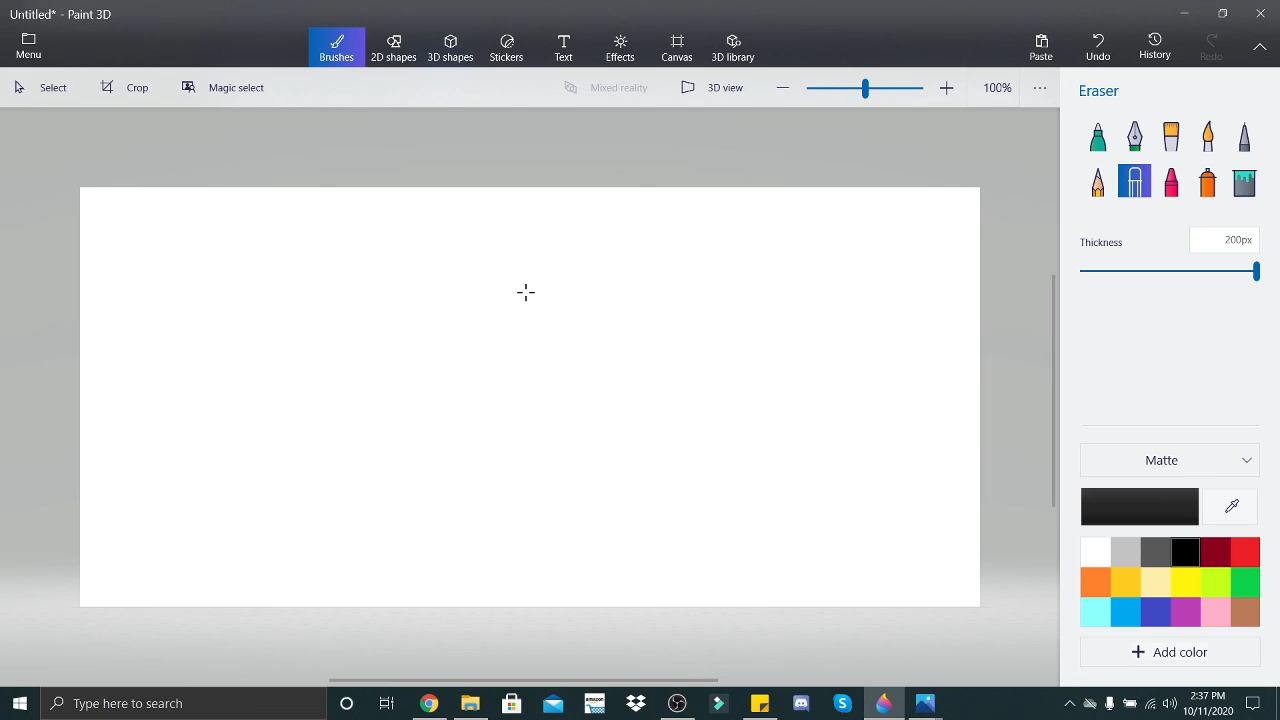 Untitled* - Paint 3D
Menu
Brushes
2D shapes
3D shapes
Stickers
Text
Effects
Canvas
3D library
Paste
Undo
History
Redo
Select
Crop
Magic select
Mixed reality
3D view
100%
Eraser
Thickness
200px
Matte
Add color
Type here to search
amazon
2:37 PM
10/11/2020